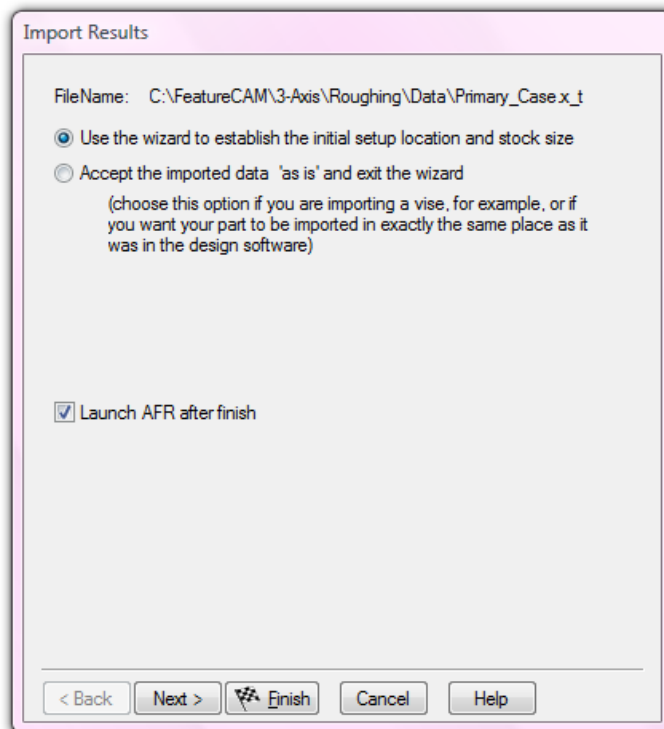 Import Results
FileName: C:\FeatureCAM\3-Axis\Roughing\Data\Primary_Case.x_t
Use the wizard to establish the initial setup location and stock size
Accept the imported data 'as is' and exit the wizard
(choose this option if you are importing a vise, for example, or if
you want your part to be imported in exactly the same place as it
was in the design software)
Launch AFR after finish
< Back Next > Finish Cancel Help